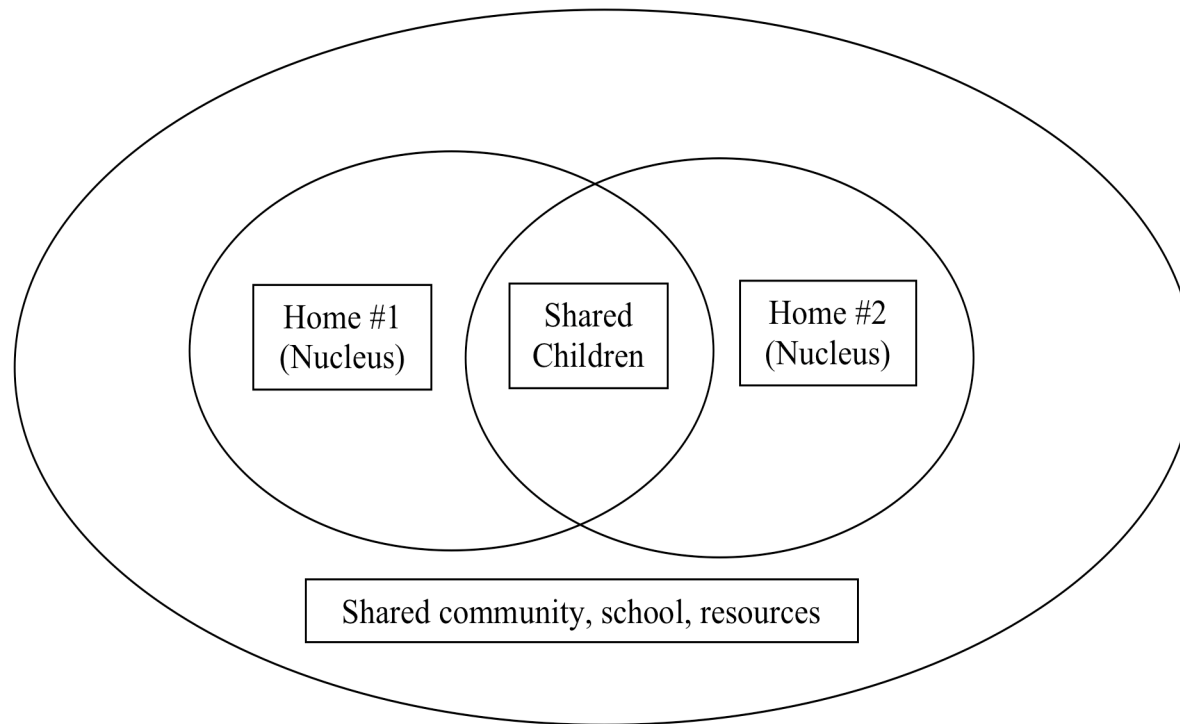 Home #1
(Nucleus)
Shared
Children
Home #2
(Nucleus)
Shared community, school, resources